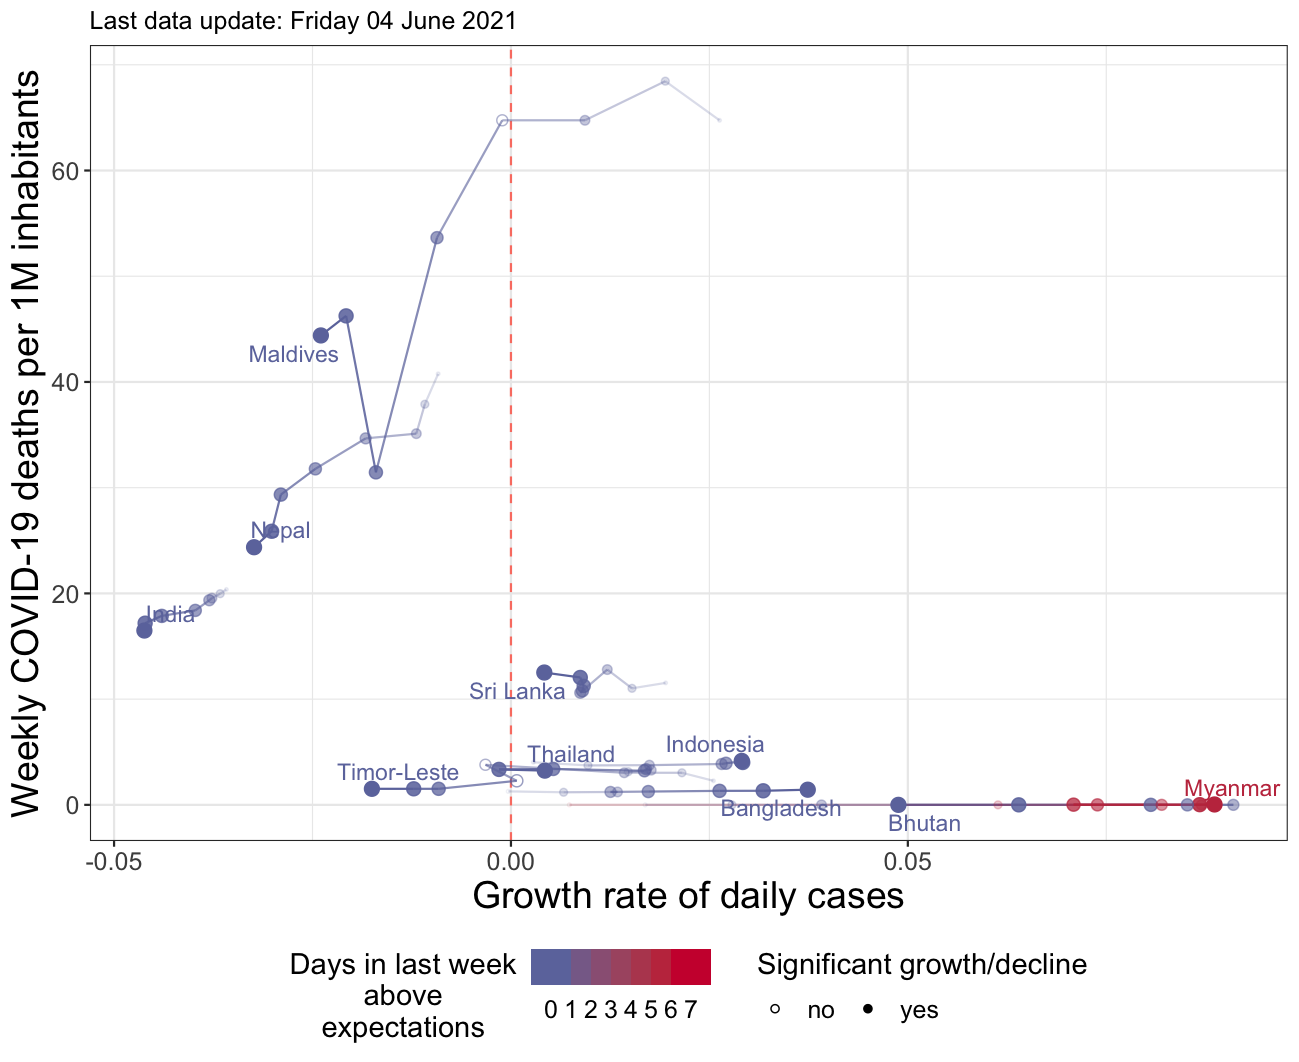 Last data update: Friday 04 June 2021
Weekly COVID-19 deaths per 1M inhabitants
60
40
20
0
Maldives
Nepal
India
Sri Lanka
Thailand
Indonesia
Timor-Leste
Bangladesh
Myanmar
Bhutan
-0.05
0.00
0.05
Growth rate of daily cases
Days in last week
above
expectations
0 1 2 3 4 5 6 7
Significant growth/decline
no
yes